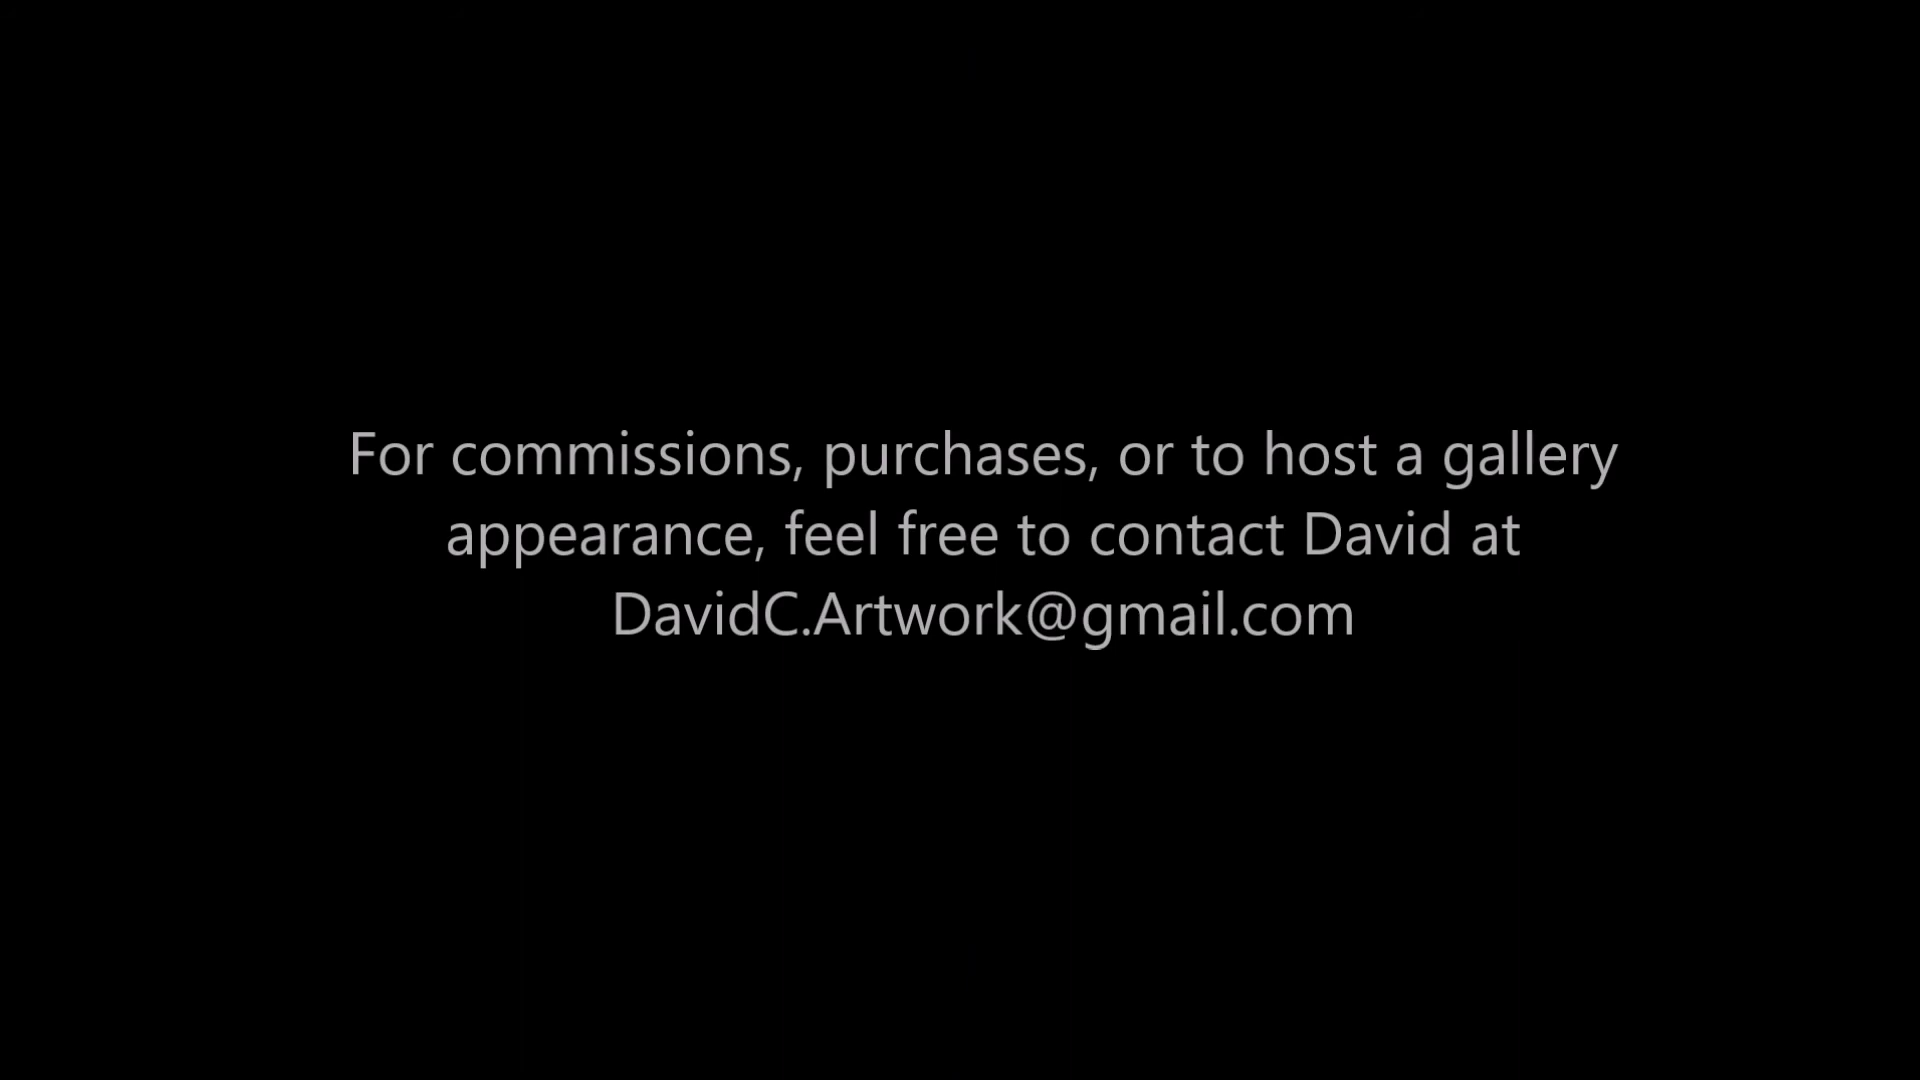 For commissions, purchases, or to host a gallery
appearance, feel free to contact David at
DavidC.Artwork@gmail.com